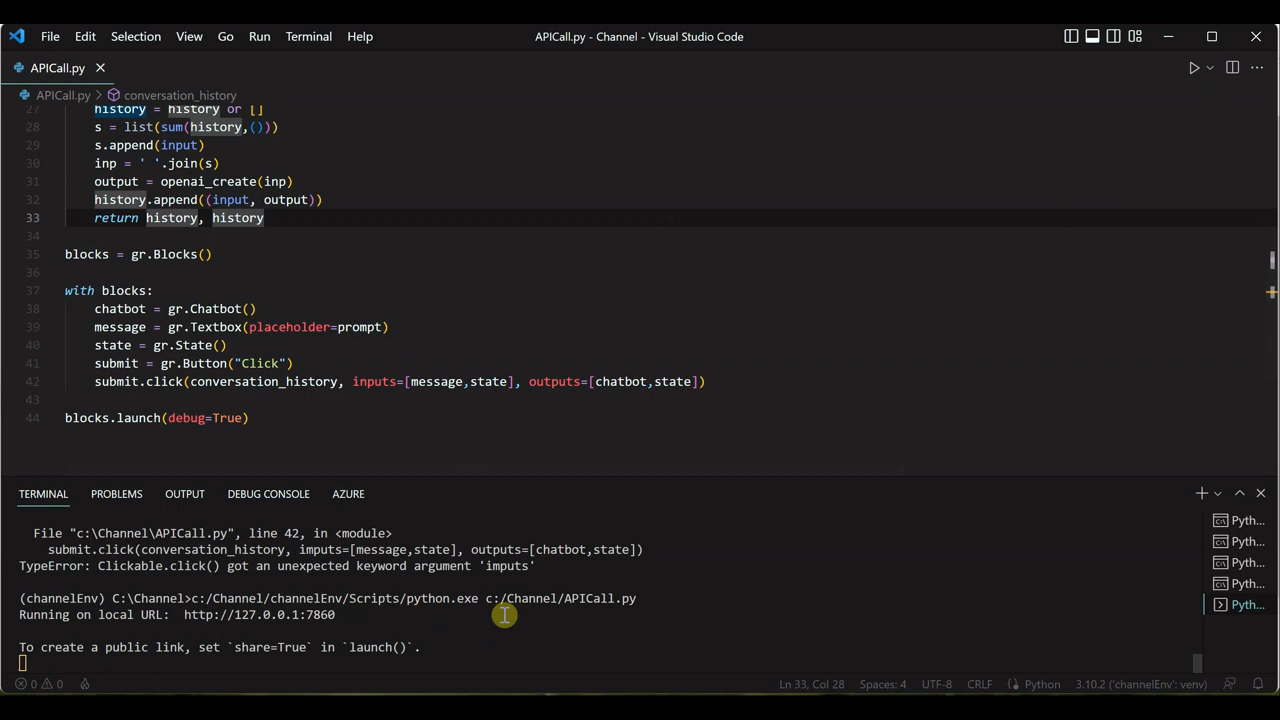 File Edit Selection View Go Run Terminal Help APICall.py - Channel - Visual Studio Code
APICall.py
APICall.py > conversation_history
27 history = history or []
28 s = list(sum(history,()))
29 s.append(input)
30 inp = ' '.join(s)
31 output = openai_create(inp)
32 history.append((input, output))
33 return history, history
34
35 blocks = gr.Blocks()
36
37 with blocks:
38 chatbot = gr.Chatbot()
39 message = gr.Textbox(placeholder=prompt)
40 state = gr.State()
41 submit = gr.Button("Click")
42 submit.click(conversation_history, inputs=[message,state], outputs=[chatbot,state])
43
44 blocks.launch(debug=True)
TERMINAL PROBLEMS OUTPUT DEBUG CONSOLE AZURE
File "c:\Channel\APICall.py", line 42, in <module>
submit.click(conversation_history, imputs=[message,state], outputs=[chatbot,state])
TypeError: Clickable.click() got an unexpected keyword argument 'imputs'
(channelEnv) C:\Channel>c:/Channel/channelEnv/Scripts/python.exe c:/Channel/APICall.py
Running on local URL: http://127.0.0.1:7860
To create a public link, set `share=True` in `launch()`.
Pyth...
Pyth...
Pyth...
Pyth...
Pyth...
0 0 Ln 33, Col 28 Spaces: 4 UTF-8 CRLF Python 3.10.2 ('channelEnv': venv)